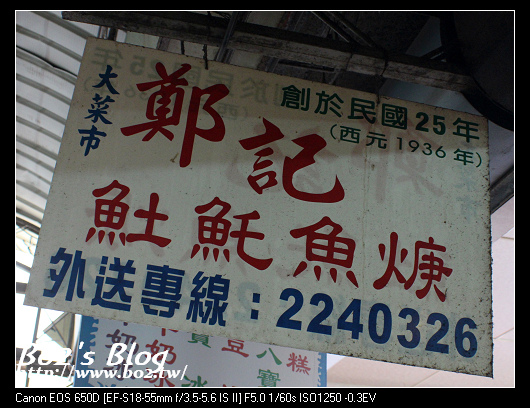 大菜市
鄭記
創於民國25年
(西元1936年)
魠魠魚焿
外送專線：2240326
Bo2's Blog
http://www.bo2.tw/
Canon EOS 650D [EF-S18-55mm f/3.5-5.6 IS II] F5.0 1/60s ISO1250 -0.3EV